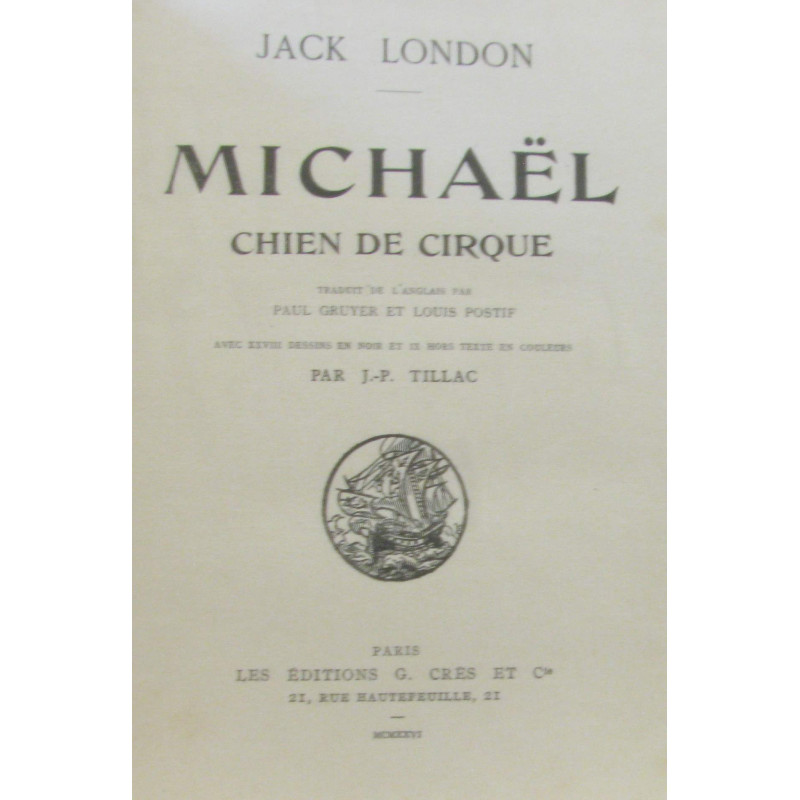 JACK LONDON
MICHAËL
CHIEN DE CIRQUE
TRADUIT DE L'ANGLAIS PAR
PAUL GRUYER ET LOUIS POSTIF
AVEC XXVIII DESSINS EN NOIR ET IX HORS TEXTE EN COULEURS
PAR J.-P. TILLAC
PARIS
LES ÉDITIONS G. CRÈS ET Cie
21, RUE HAUTEFEUILLE, 21
MCMXXVI